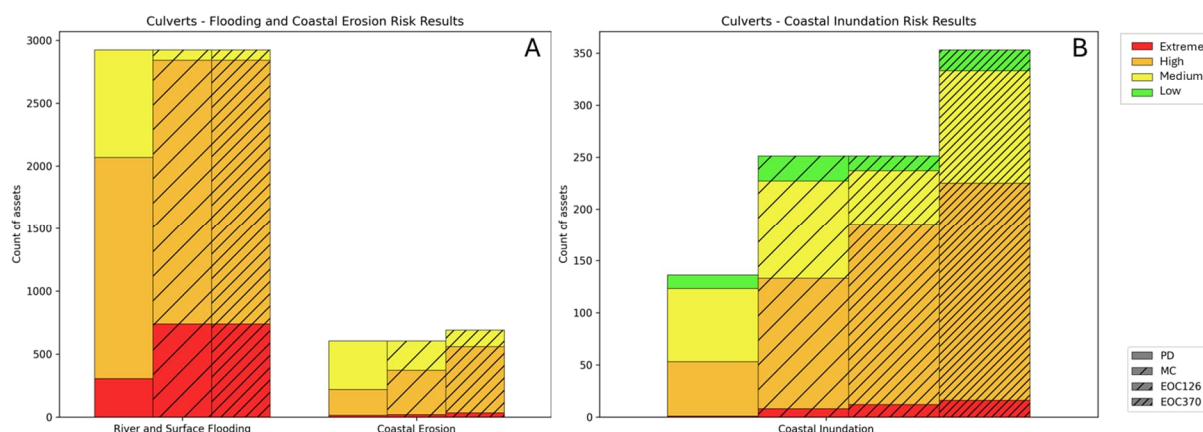 Culverts - Flooding and Coastal Erosion Risk Results
A
Count of assets
3000
2500
2000
1500
1000
500
0
River and Surface Flooding
Coastal Erosion
Culverts - Coastal Inundation Risk Results
B
Count of assets
350
300
250
200
150
100
50
0
Coastal Inundation
Extreme
High
Medium
Low
PD
MC
EOC126
EOC370